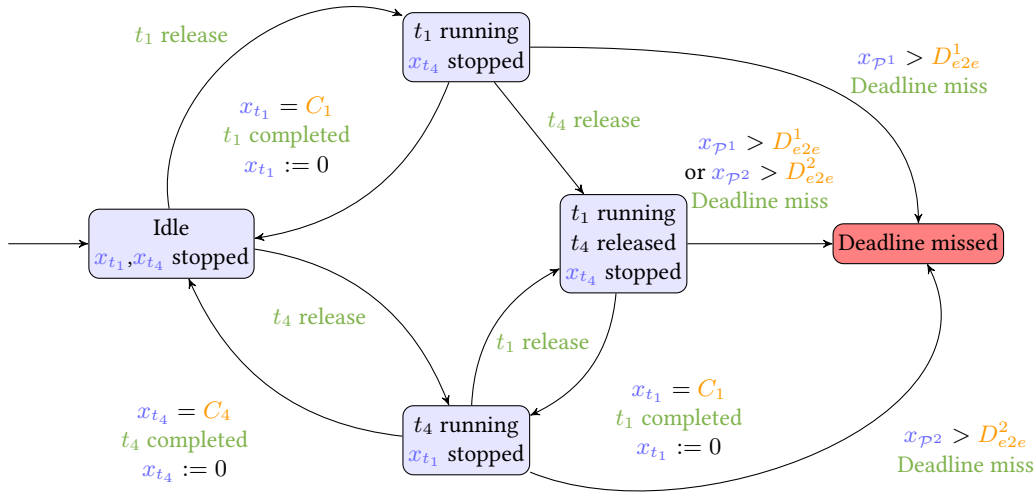 t₁ release
t₁ running
x_{t₄} stopped
x_{t₁} = C₁
t₁ completed
x_{t₁} := 0
t₄ release
x_{𝒫¹} > D¹_{e2e}
Deadline miss
x_{𝒫¹} > D¹_{e2e}
or x_{𝒫²} > D²_{e2e}
Deadline miss
Idle
x_{t₁},x_{t₄} stopped
t₁ running
t₄ released
x_{t₄} stopped
Deadline missed
t₄ release
t₁ release
x_{t₄} = C₄
t₄ completed
x_{t₄} := 0
t₄ running
x_{t₁} stopped
x_{t₁} = C₁
t₁ completed
x_{t₁} := 0
x_{𝒫²} > D²_{e2e}
Deadline miss